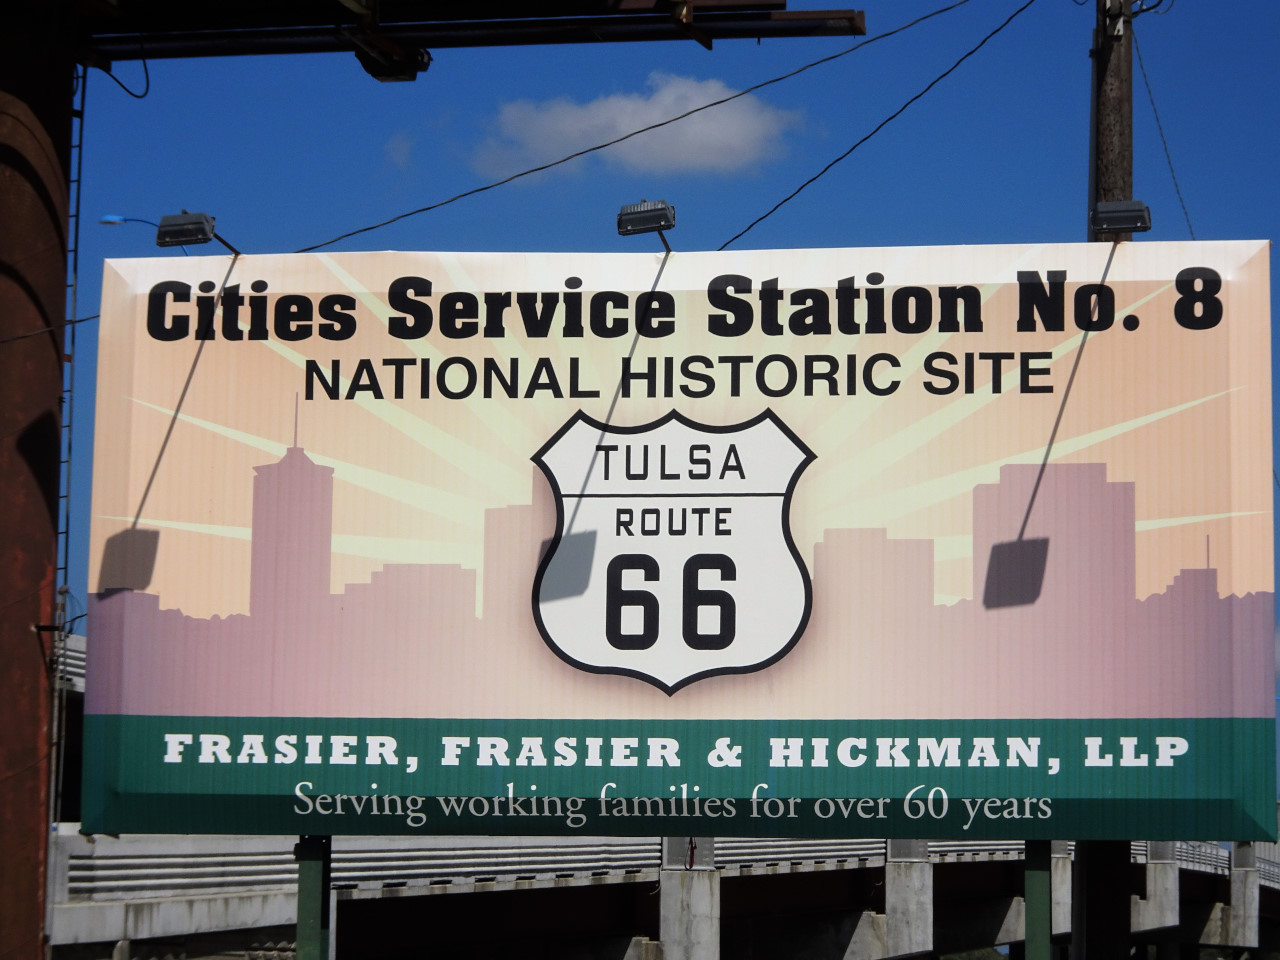 Cities Service Station No. 8
NATIONAL HISTORIC SITE
TULSA
ROUTE
66
FRASIER, FRASIER & HICKMAN, LLP
Serving working families for over 60 years